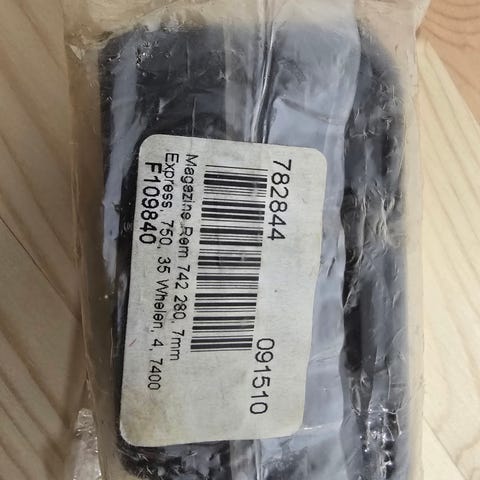 782844 091510
Magazine Rem 742 280, 7mm
Express, 750, 35 Whelen, 4, 7400
F109840